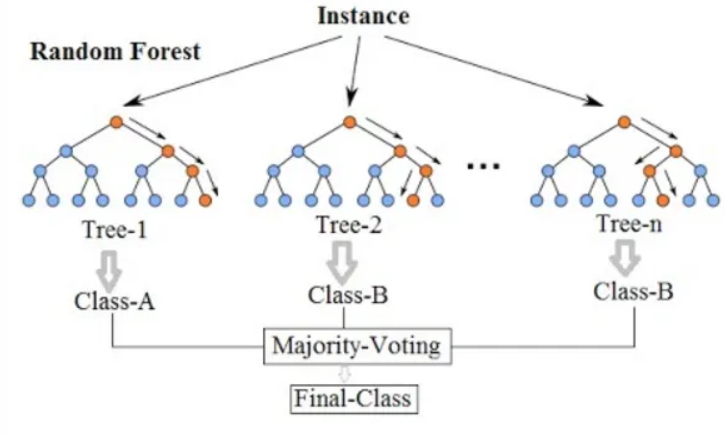 Instance
Random Forest
...
Tree-1
Tree-2
Tree-n
Class-A
Class-B
Class-B
Majority-Voting
Final-Class